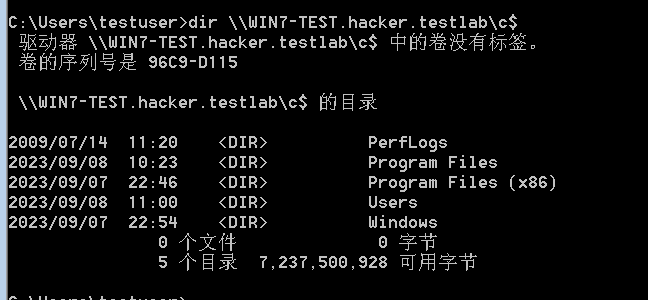 C:\Users\testuser>dir \\WIN7-TEST.hacker.testlab\c$
驱动器 \\WIN7-TEST.hacker.testlab\c$ 中的卷没有标签。
卷的序列号是 96C9-D115
\\WIN7-TEST.hacker.testlab\c$ 的目录
2009/07/14  11:20    <DIR>          PerfLogs
2023/09/08  10:23    <DIR>          Program Files
2023/09/07  22:46    <DIR>          Program Files (x86)
2023/09/08  11:00    <DIR>          Users
2023/09/07  22:54    <DIR>          Windows
0 个文件              0 字节
5 个目录  7,237,500,928 可用字节
C:\Users\testuser>